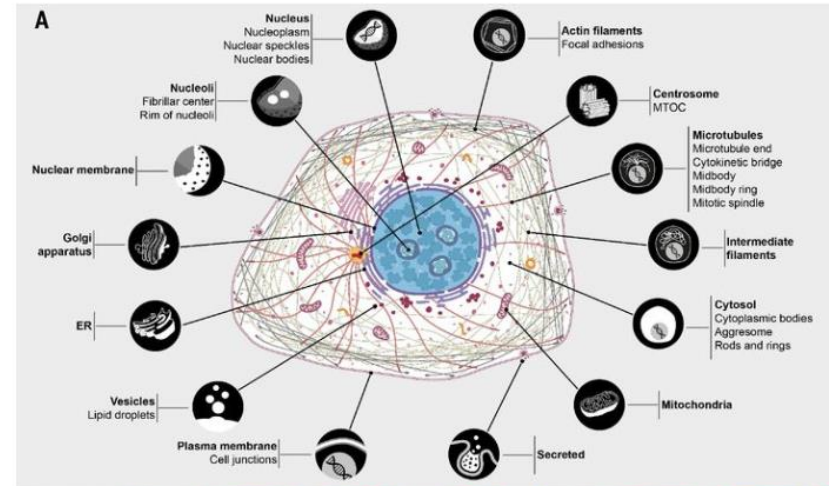 A
Nucleus
Nucleoplasm
Nuclear speckles
Nuclear bodies
Actin filaments
Focal adhesions
Nucleoli
Fibrillar center
Rim of nucleoli
Centrosome
MTOC
Microtubules
Microtubule end
Cytokinetic bridge
Midbody
Midbody ring
Mitotic spindle
Nuclear membrane
Golgi
apparatus
Intermediate
filaments
ER
Cytosol
Cytoplasmic bodies
Aggresome
Rods and rings
Vesicles
Lipid droplets
Mitochondria
Plasma membrane
Cell junctions
Secreted